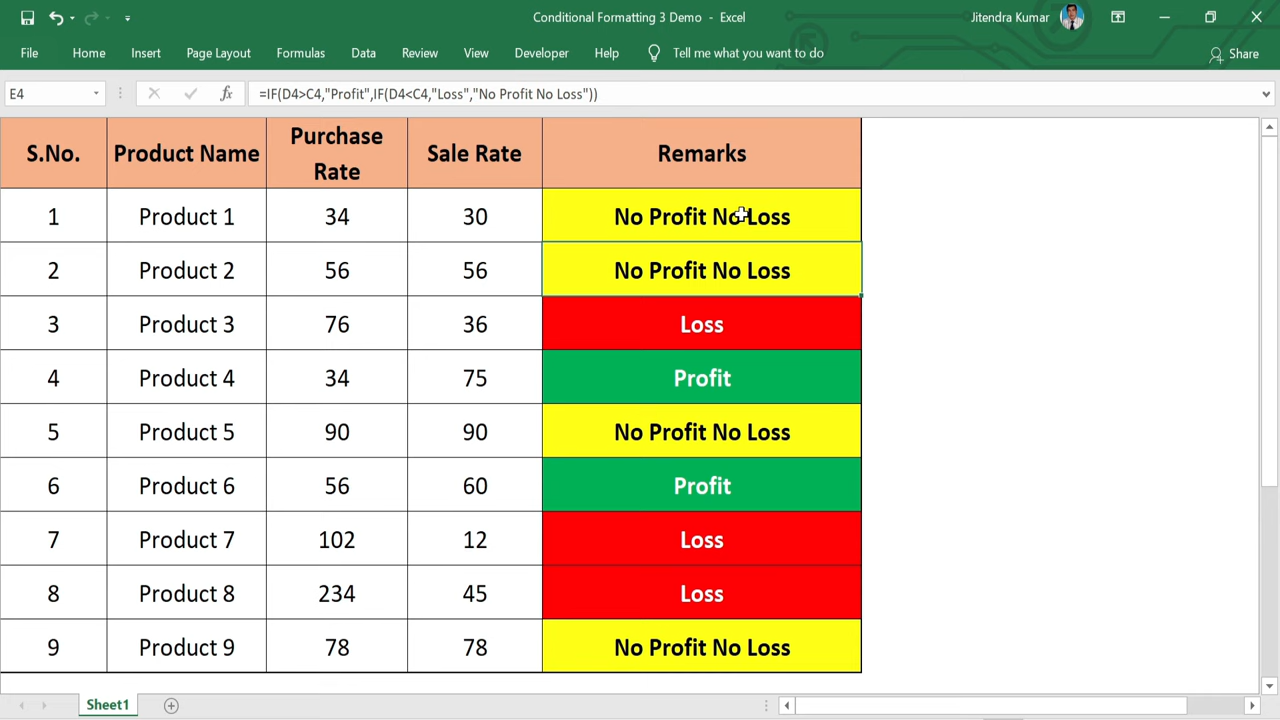 Conditional Formatting 3 Demo - Excel
Jitendra Kumar
File Home Insert Page Layout Formulas Data Review View Developer Help Tell me what you want to do Share
E4 fx =IF(D4>C4,"Profit",IF(D4<C4,"Loss","No Profit No Loss"))
S.No. Product Name Purchase Rate Sale Rate Remarks
1 Product 1 34 30 No Profit No Loss
2 Product 2 56 56 No Profit No Loss
3 Product 3 76 36 Loss
4 Product 4 34 75 Profit
5 Product 5 90 90 No Profit No Loss
6 Product 6 56 60 Profit
7 Product 7 102 12 Loss
8 Product 8 234 45 Loss
9 Product 9 78 78 No Profit No Loss
Sheet1